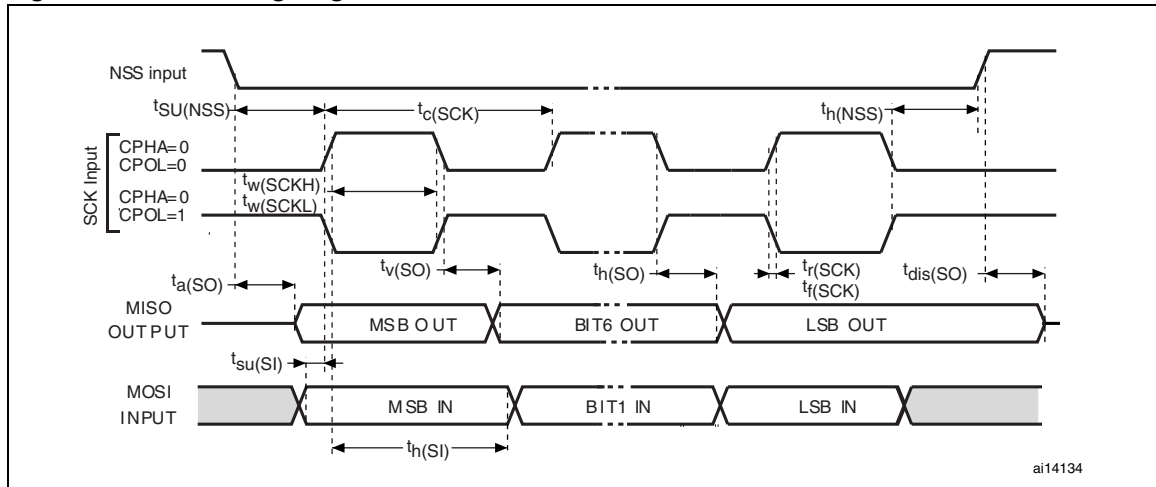 NSS input
tSU(NSS)
tc(SCK)
th(NSS)
SCK Input
CPHA=0
CPOL=0
tw(SCKH)
tw(SCKL)
CPHA=0
CPOL=1
tv(SO)
th(SO)
tr(SCK)
tf(SCK)
tdis(SO)
ta(SO)
MISO
OUTPUT
MSB OUT
BIT6 OUT
LSB OUT
tsu(SI)
MOSI
INPUT
MSB IN
BIT1 IN
LSB IN
th(SI)
ai14134